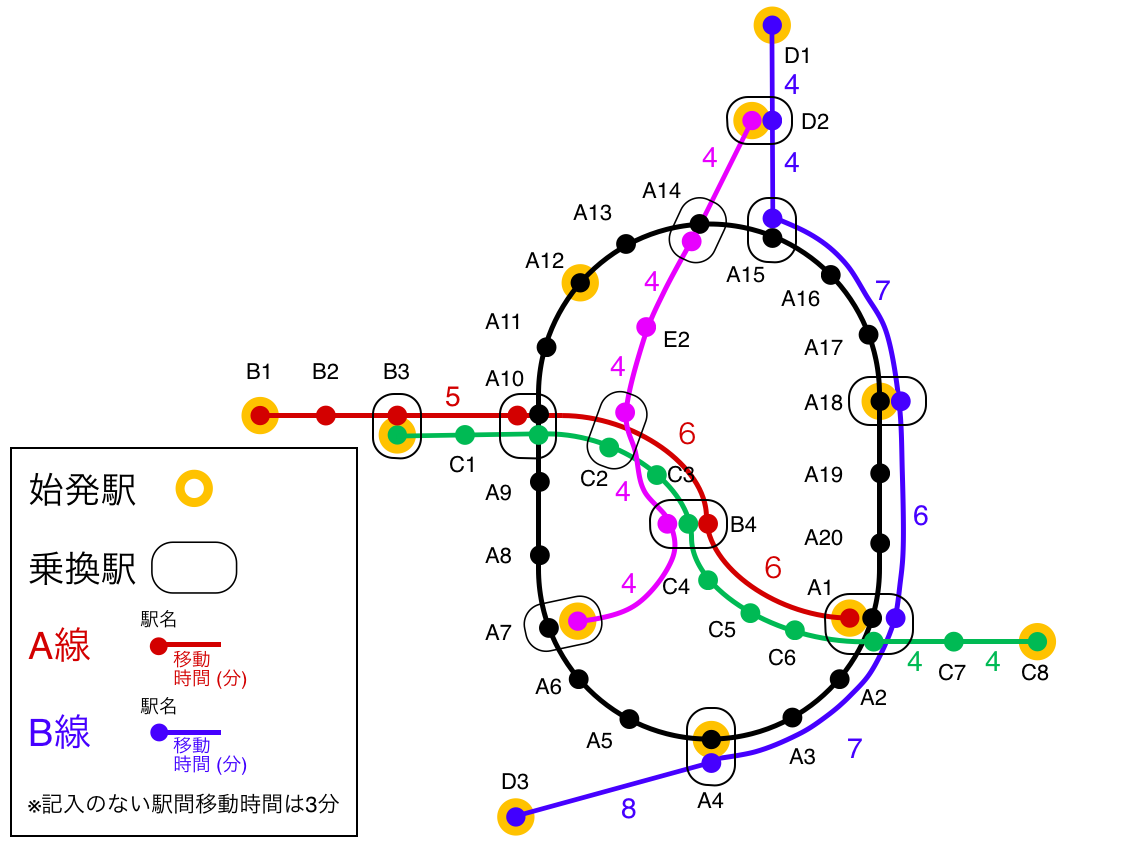 D1
4
D2
4
4
A14
A13
A15
A12
4
7
A16
A11
E2
A17
B1
B2
B3
A10
4
5
A18
6
C1
C2
C3
A19
A9
4
6
B4
A20
A8
6
4
C4
A1
A7
C5
C6
4
4
C7
C8
A6
A2
A5
A3
7
D3
A4
8
始発駅
乗換駅
駅名
A線
移動
時間 (分)
駅名
B線
移動
時間 (分)
※記入のない駅間移動時間は3分